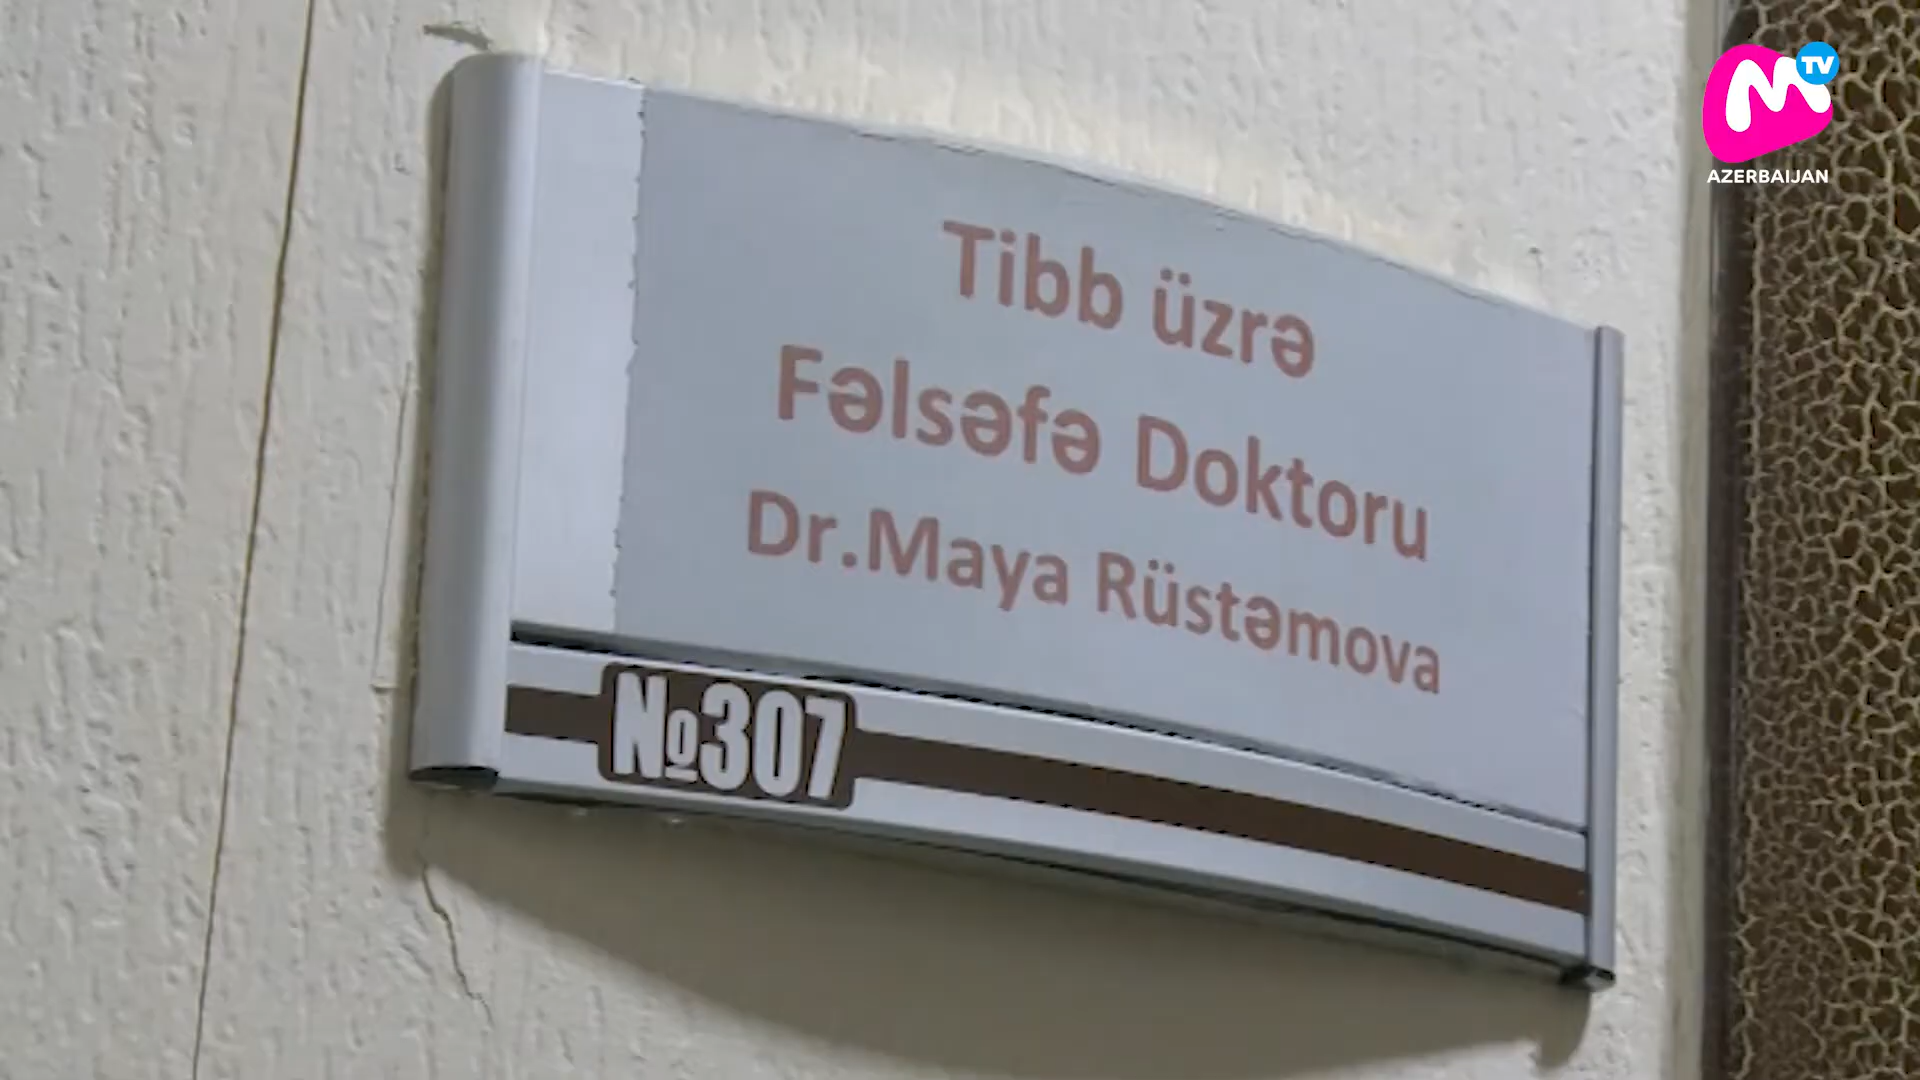 M TV
AZERBAIJAN
Tibb üzrə
Fəlsəfə Doktoru
Dr.Maya Rüstəmova
№307